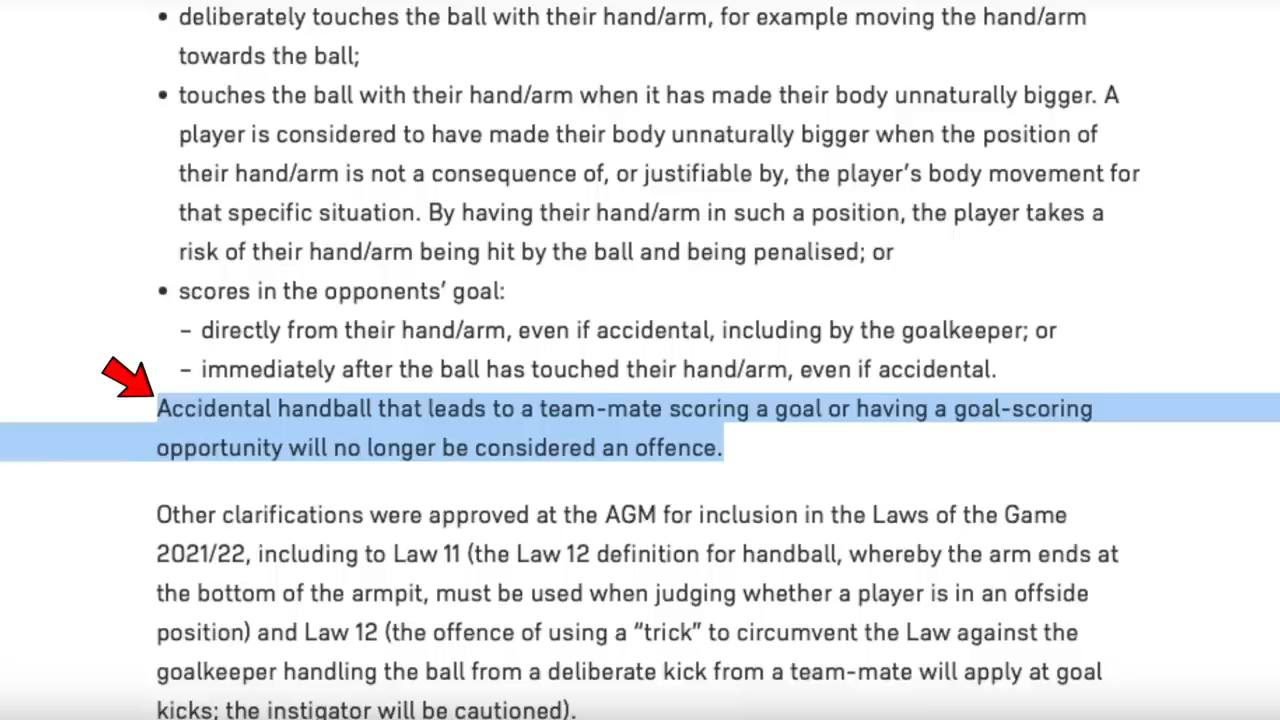 • deliberately touches the ball with their hand/arm, for example moving the hand/arm
towards the ball;
• touches the ball with their hand/arm when it has made their body unnaturally bigger. A
player is considered to have made their body unnaturally bigger when the position of
their hand/arm is not a consequence of, or justifiable by, the player’s body movement for
that specific situation. By having their hand/arm in such a position, the player takes a
risk of their hand/arm being hit by the ball and being penalised; or
• scores in the opponents’ goal:
– directly from their hand/arm, even if accidental, including by the goalkeeper; or
– immediately after the ball has touched their hand/arm, even if accidental.
Accidental handball that leads to a team-mate scoring a goal or having a goal-scoring
opportunity will no longer be considered an offence.
Other clarifications were approved at the AGM for inclusion in the Laws of the Game
2021/22, including to Law 11 (the Law 12 definition for handball, whereby the arm ends at
the bottom of the armpit, must be used when judging whether a player is in an offside
position) and Law 12 (the offence of using a “trick” to circumvent the Law against the
goalkeeper handling the ball from a deliberate kick from a team-mate will apply at goal
kicks; the instigator will be cautioned).